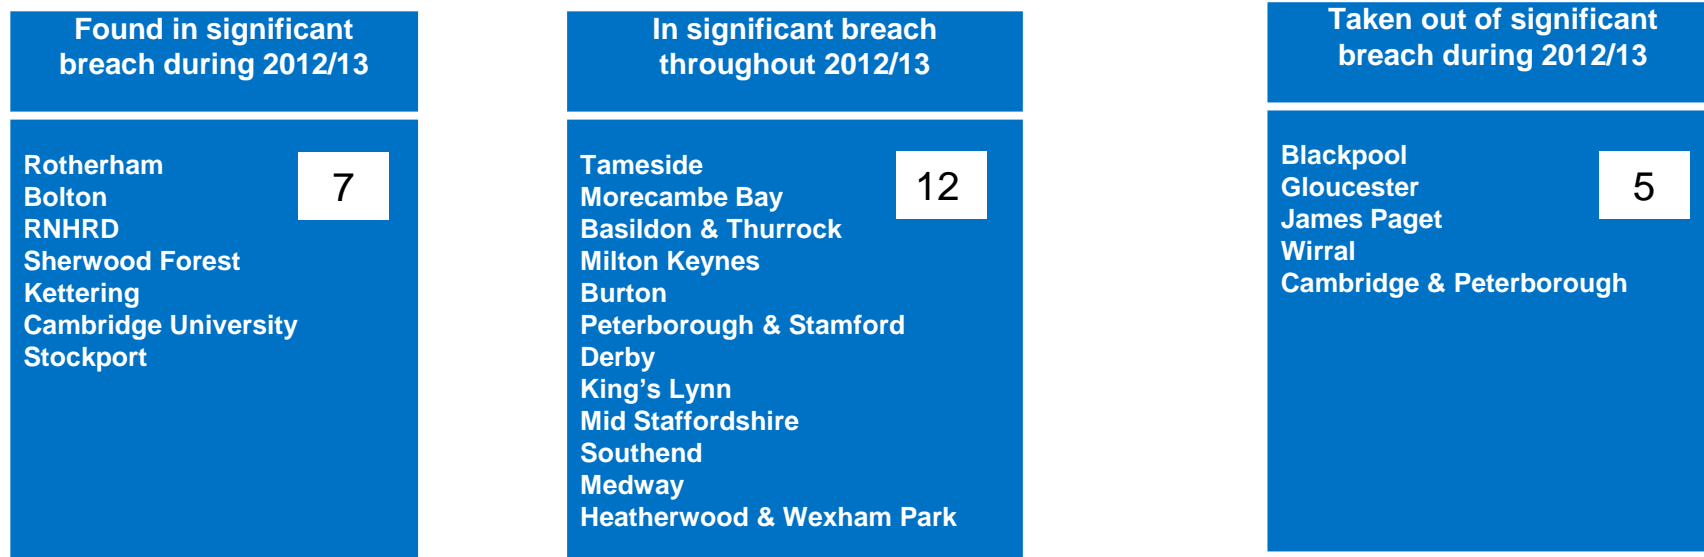 Found in significant
breach during 2012/13
Rotherham
Bolton
RNHRD
Sherwood Forest
Kettering
Cambridge University
Stockport
7
In significant breach
throughout 2012/13
Tameside
Morecambe Bay
Basildon & Thurrock
Milton Keynes
Burton
Peterborough & Stamford
Derby
King’s Lynn
Mid Staffordshire
Southend
Medway
Heatherwood & Wexham Park
12
Taken out of significant
breach during 2012/13
Blackpool
Gloucester
James Paget
Wirral
Cambridge & Peterborough
5